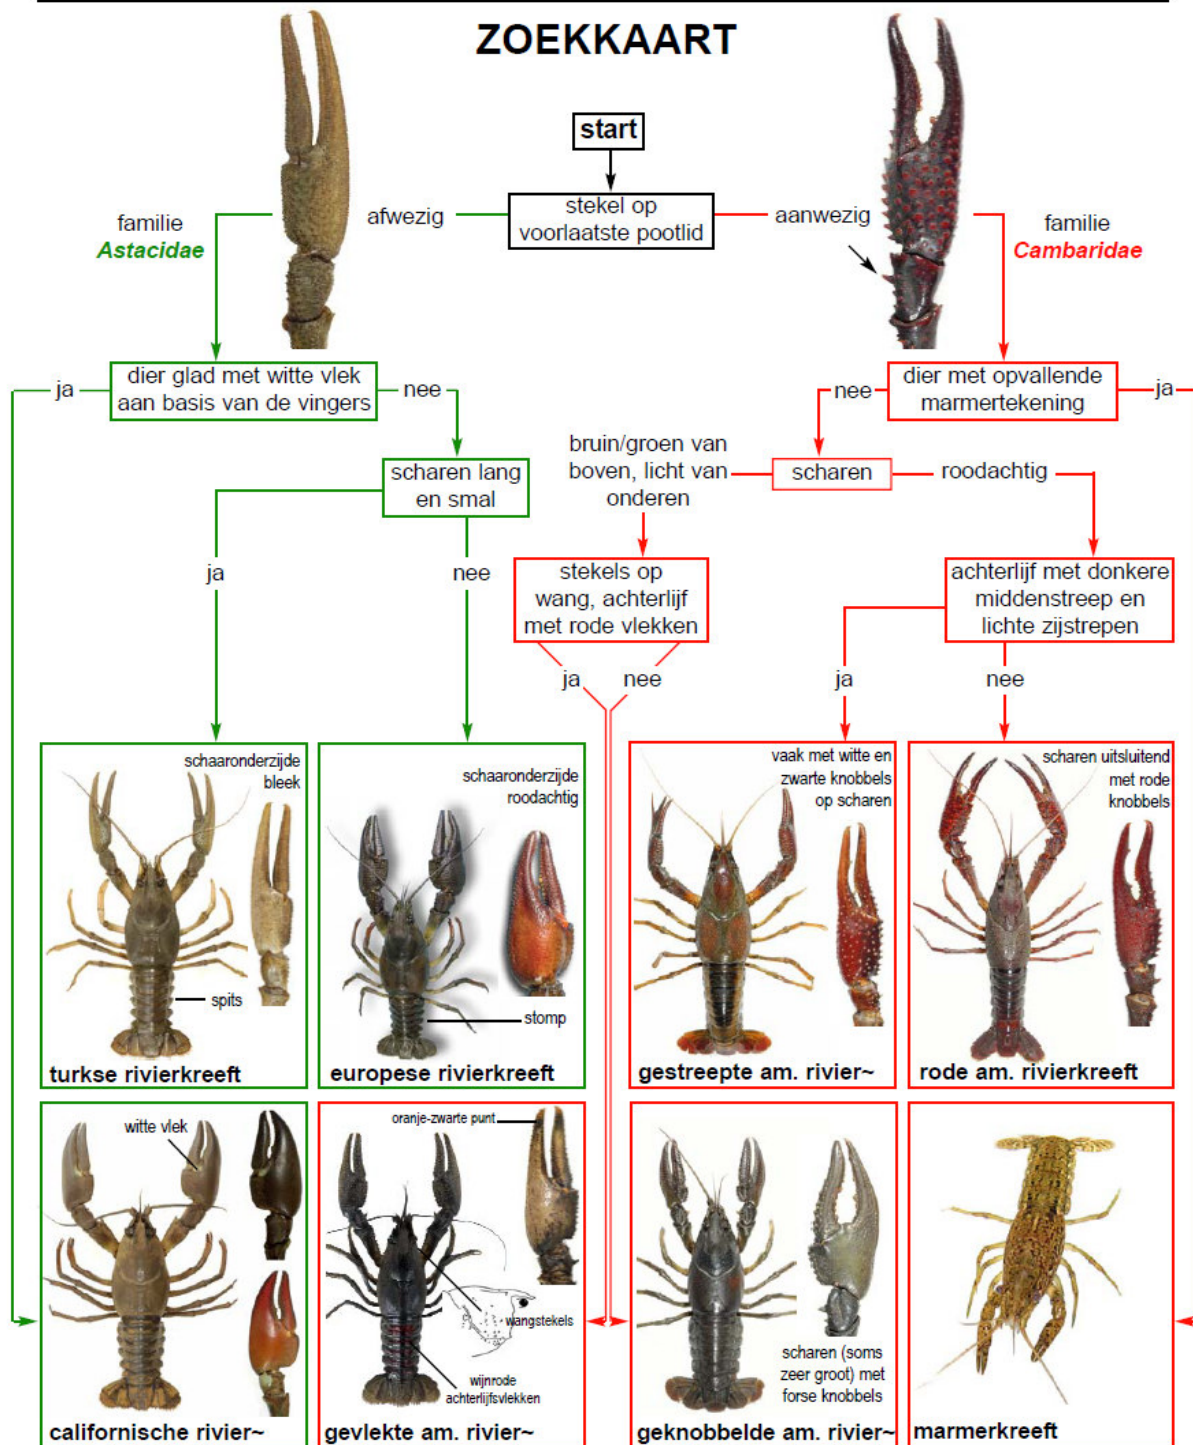 ZOEKKAART
start
stekel op
voorlaatste pootlid
afwezig
aanwezig
familie
Astacidae
familie
Cambaridae
dier glad met witte vlek
aan basis van de vingers
ja
nee
dier met opvallende
marmertekening
nee
ja
scharen lang
en smal
bruin/groen van
boven, licht van
onderen
scharen
roodachtig
ja
nee
stekels op
wang, achterlijf
met rode vlekken
achterlijf met donkere
middenstreep en
lichte zijstrepen
ja
nee
ja
nee
schaaronderzijde
bleek
spits
turkse rivierkreeft
schaaronderzijde
roodachtig
stomp
europese rivierkreeft
vaak met witte en
zwarte knobbels
op scharen
gestreepte am. rivier~
scharen uitsluitend
met rode
knobbels
rode am. rivierkreeft
witte vlek
californische rivier~
oranje-zwarte punt
wangstekels
wijnrode
achterlijfsvlekken
gevlekte am. rivier~
scharen (soms
zeer groot) met
forse knobbels
geknobbelde am. rivier~
marmerkreeft